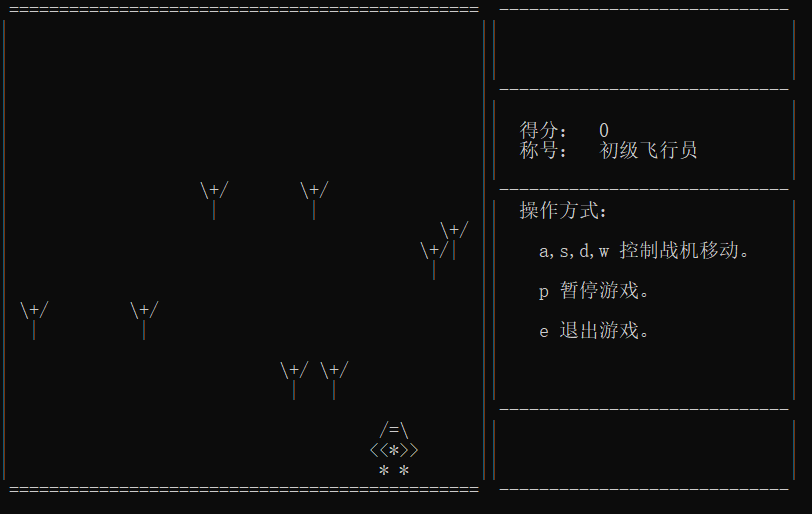 得分： 0
称号： 初级飞行员
操作方式：
a,s,d,w 控制战机移动。
p 暂停游戏。
e 退出游戏。